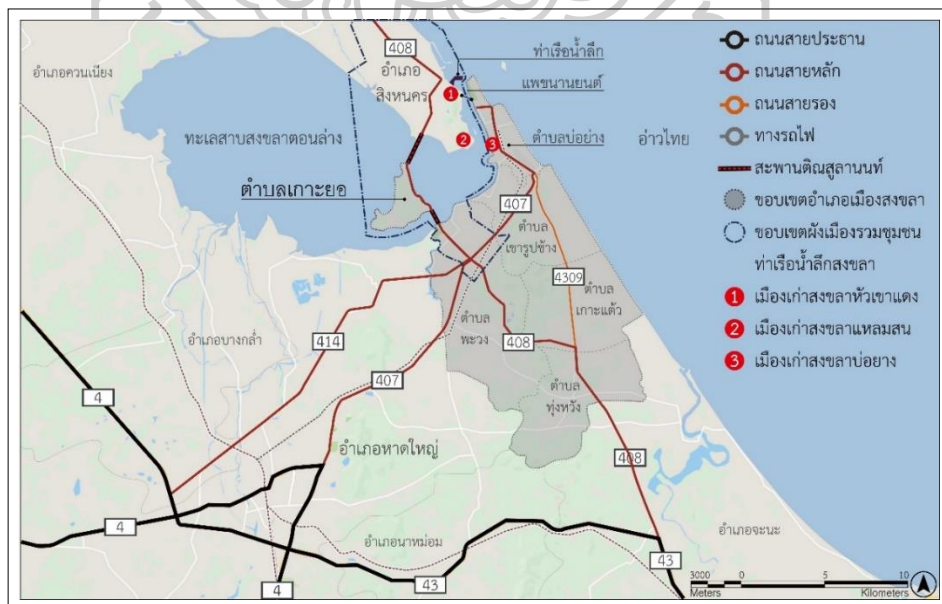 408
อำเภอ
สิงหนคร
อำเภอควนเนียง
ท่าเรือน้ำลึก
แพขนานยนต์
1
2
3
ทะเลสาบสงขลาตอนล่าง
ตำบลบ่อย่าง
อ่าวไทย
ตำบลเกาะยอ
407
ตำบล
เขารูปช้าง
4309
ตำบล
เกาะแต้ว
อำเภอบางกล่ำ
414
ตำบล
พะวง
408
407
4
ตำบล
ทุ่งหวัง
อำเภอหาดใหญ่
408
4
อำเภอนาหม่อม
อำเภอจะนะ
43
43
4
ถนนสายประธาน
ถนนสายหลัก
ถนนสายรอง
ทางรถไฟ
สะพานติณสูลานนท์
ขอบเขตอำเภอเมืองสงขลา
ขอบเขตผังเมืองรวมชุมชน
ท่าเรือน้ำลึกสงขลา
1 เมืองเก่าสงขลาหัวเขาแดง
2 เมืองเก่าสงขลาแหลมสน
3 เมืองเก่าสงขลาบ่อยาง
3000 0 5 10
Meters Kilometers